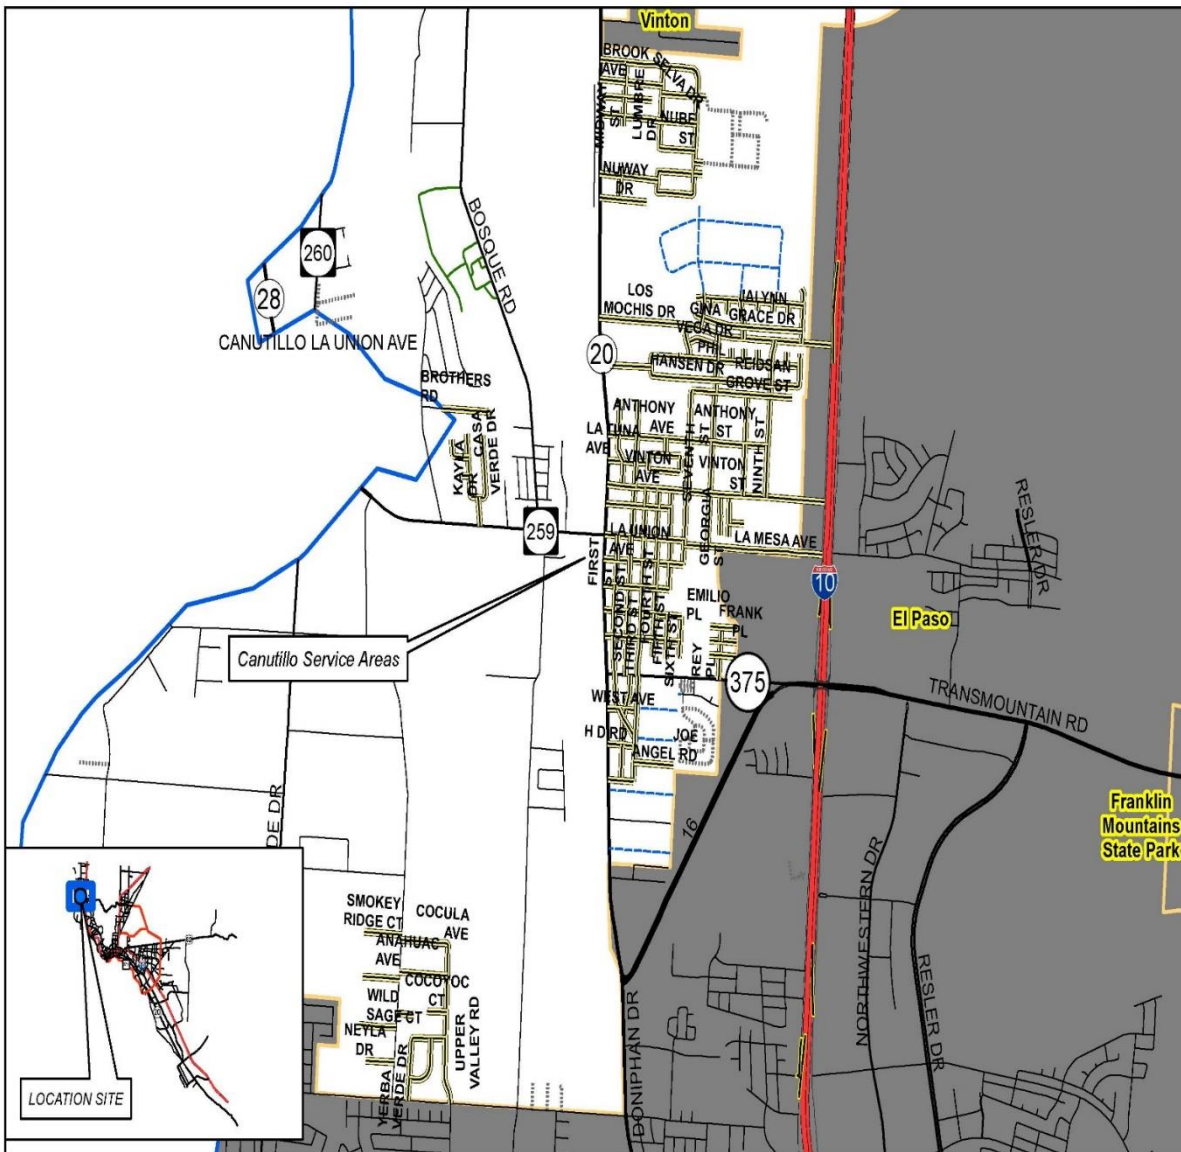 Vinton
BROOK
AVE
SELVA DR
MIDWAY
ST
LUMBRE
DR
NUBE
ST
NUWAY
DR
BOSQUE RD
260
28
CANUTILLO LA UNION AVE
LOS
MOCHIS DR
GINA
VEGA DR
JALYNN
GRACE DR
PHIL
HANSEN DR
REIDSAN
GROVE ST
20
BROTHERS
RD
KAYLA
DR
CASA
VERDE DR
ANTHONY
AVE
ANTHONY
ST
LA TUNA
AVE
VINTON
AVE
SEVENTH
ST
VINTON
ST
NINTH ST
GEORGIA
ST
259
LA UNION
AVE
LA MESA AVE
FIRST
ST
SECOND ST
THIRD ST
FOURTH ST
FIFTH ST
SIXTH ST
EMILIO
PL
FRANK
PL
REY
PL
RESLER DR
10
El Paso
Canutillo Service Areas
375
TRANSMOUNTAIN RD
WEST AVE
H D RD
JOE
ANGEL RD
16
Franklin
Mountains
State Park
DE DR
NORTHWESTERN DR
RESLER DR
SMOKEY
RIDGE CT
COCULA
AVE
ANAHUAC
AVE
COCOYOC
CT
WILD
SAGE CT
NEYLA
DR
YERBA
VERDE DR
UPPER
VALLEY RD
DONIPHAN DR
LOCATION SITE